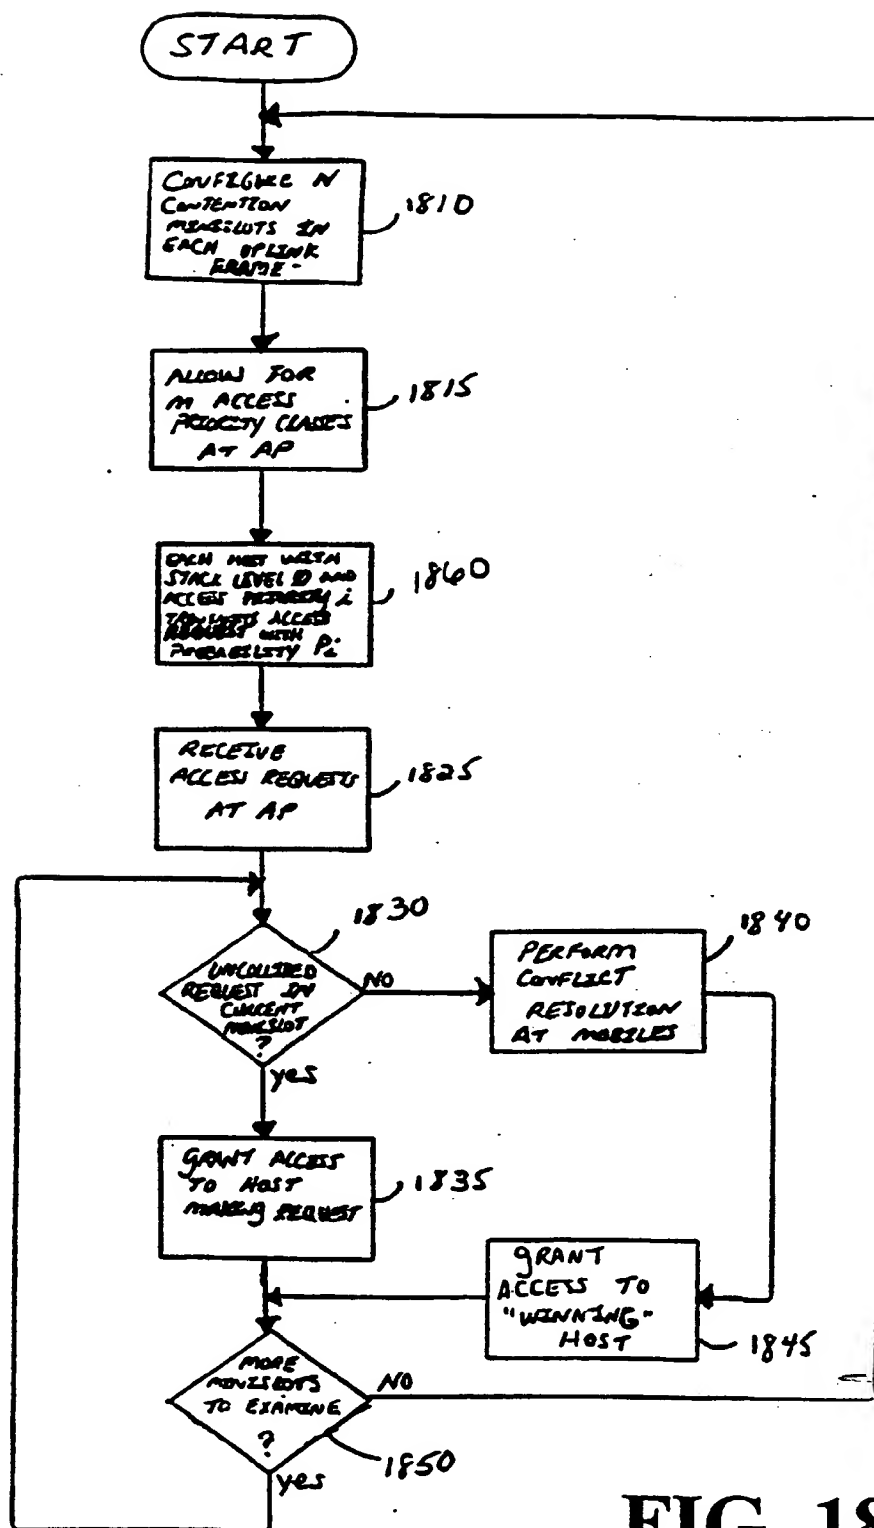 START
CONFIGURE N
CONTENTION
MINISLOTS IN
EACH UPLINK
FRAME
1810
ALLOW FOR
M ACCESS
PRIORITY CLASSES
AT AP
1815
EACH HOST WITH
STACK LEVEL 0 AND
ACCESS PRIORITY i
TRANSMITS ACCESS
REQUEST WITH
PROBABILITY Pi
1860
RECEIVE
ACCESS REQUESTS
AT AP
1825
1830
UNCOLLIDED
REQUEST IN
CURRENT
MINISLOT
?
NO
yes
1840
PERFORM
CONFLICT
RESOLUTION
AT MOBILES
GRANT ACCESS
TO HOST
MAKING REQUEST
1835
GRANT
ACCESS TO
"WINNING"
HOST
1845
MORE
MINISLOTS
TO EXAMINE
?
NO
1850
yes
FIG. 18